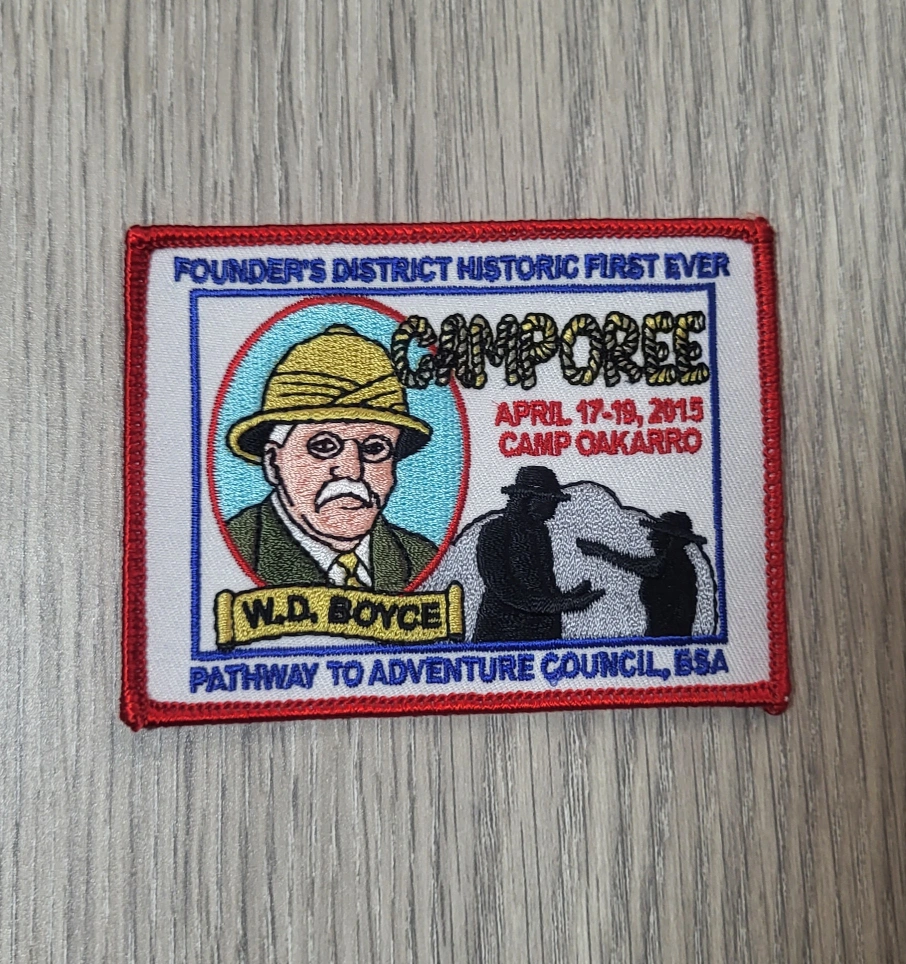 FOUNDER'S DISTRICT HISTORIC FIRST EVER
CAMPOREE
APRIL 17-19, 2015
CAMP OAKARRO
W.D. BOYCE
PATHWAY TO ADVENTURE COUNCIL, BSA